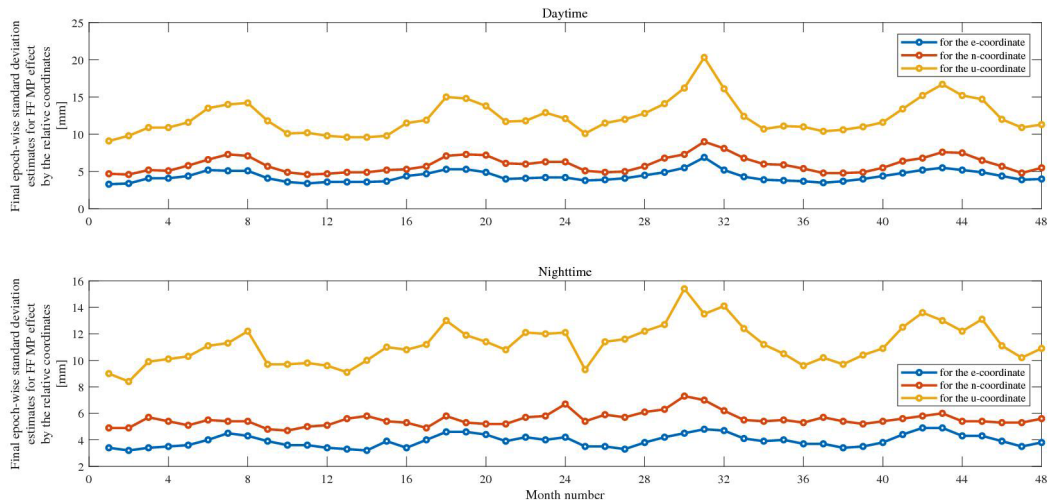 Daytime
Final epoch-wise standard deviation
estimates for FF MP effect
by the relative coordinates
[mm]
25
20
15
10
5
0
for the e-coordinate
for the n-coordinate
for the u-coordinate
0 4 8 12 16 20 24 28 32 36 40 44 48
Nighttime
Final epoch-wise standard deviation
estimates for FF MP effect
by the relative coordinates
[mm]
16
14
12
10
8
6
4
2
for the e-coordinate
for the n-coordinate
for the u-coordinate
0 4 8 12 16 20 24 28 32 36 40 44 48
Month number